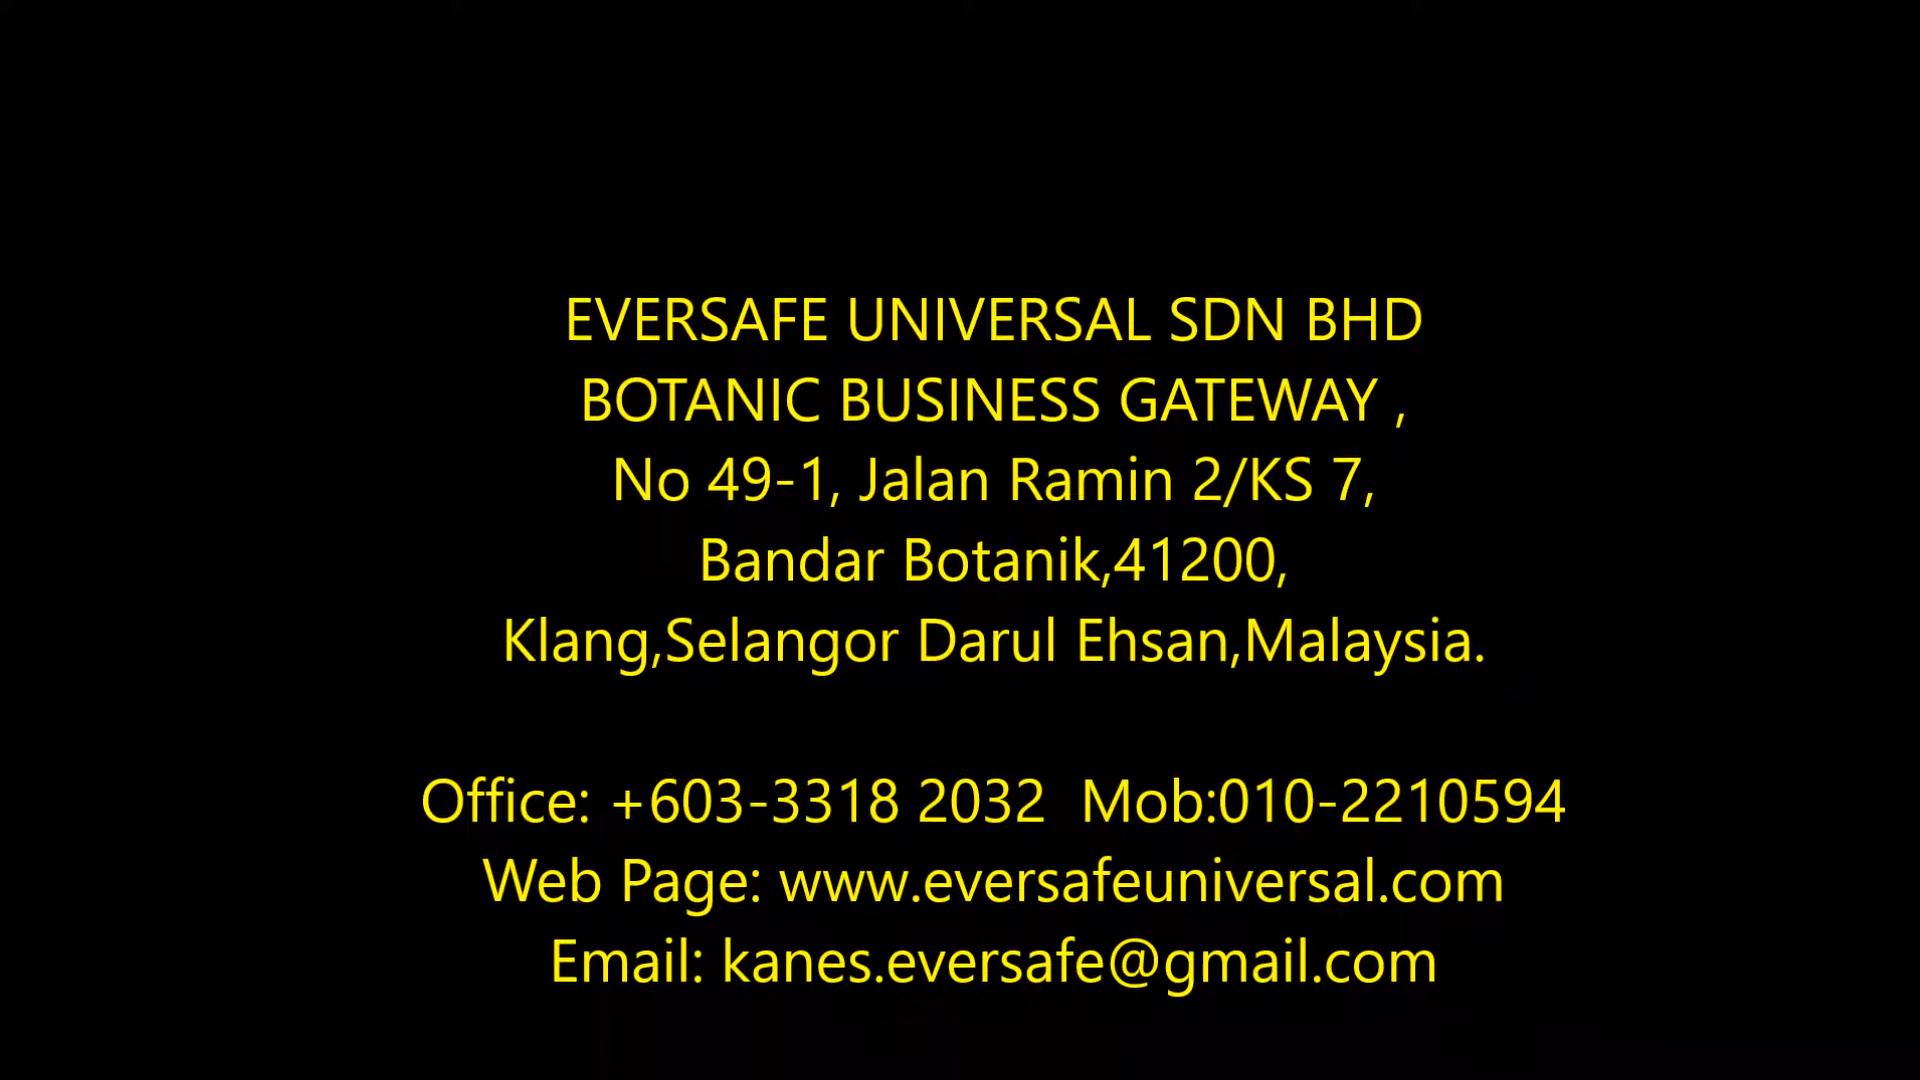 EVERSAFE UNIVERSAL SDN BHD
BOTANIC BUSINESS GATEWAY ,
No 49-1, Jalan Ramin 2/KS 7,
Bandar Botanik,41200,
Klang,Selangor Darul Ehsan,Malaysia.
Office: +603-3318 2032  Mob:010-2210594
Web Page: www.eversafeuniversal.com
Email: kanes.eversafe@gmail.com